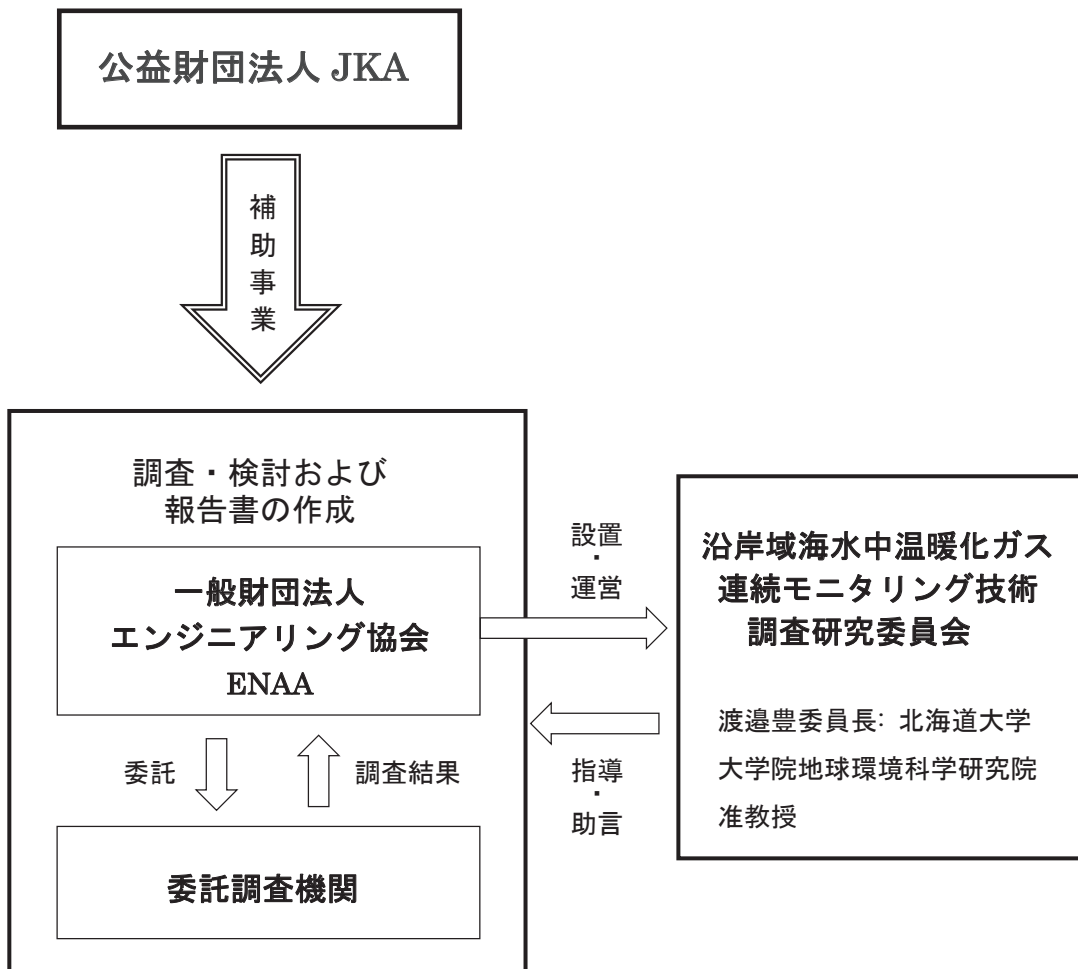 公益財団法人 JKA
補助事業
調査・検討および
報告書の作成
一般財団法人
エンジニアリング協会
ENAA
委託
調査結果
委託調査機関
設置
・
運営
指導
・
助言
沿岸域海水中温暖化ガス
連続モニタリング技術
調査研究委員会
渡邉豊委員長: 北海道大学
大学院地球環境科学研究院
准教授